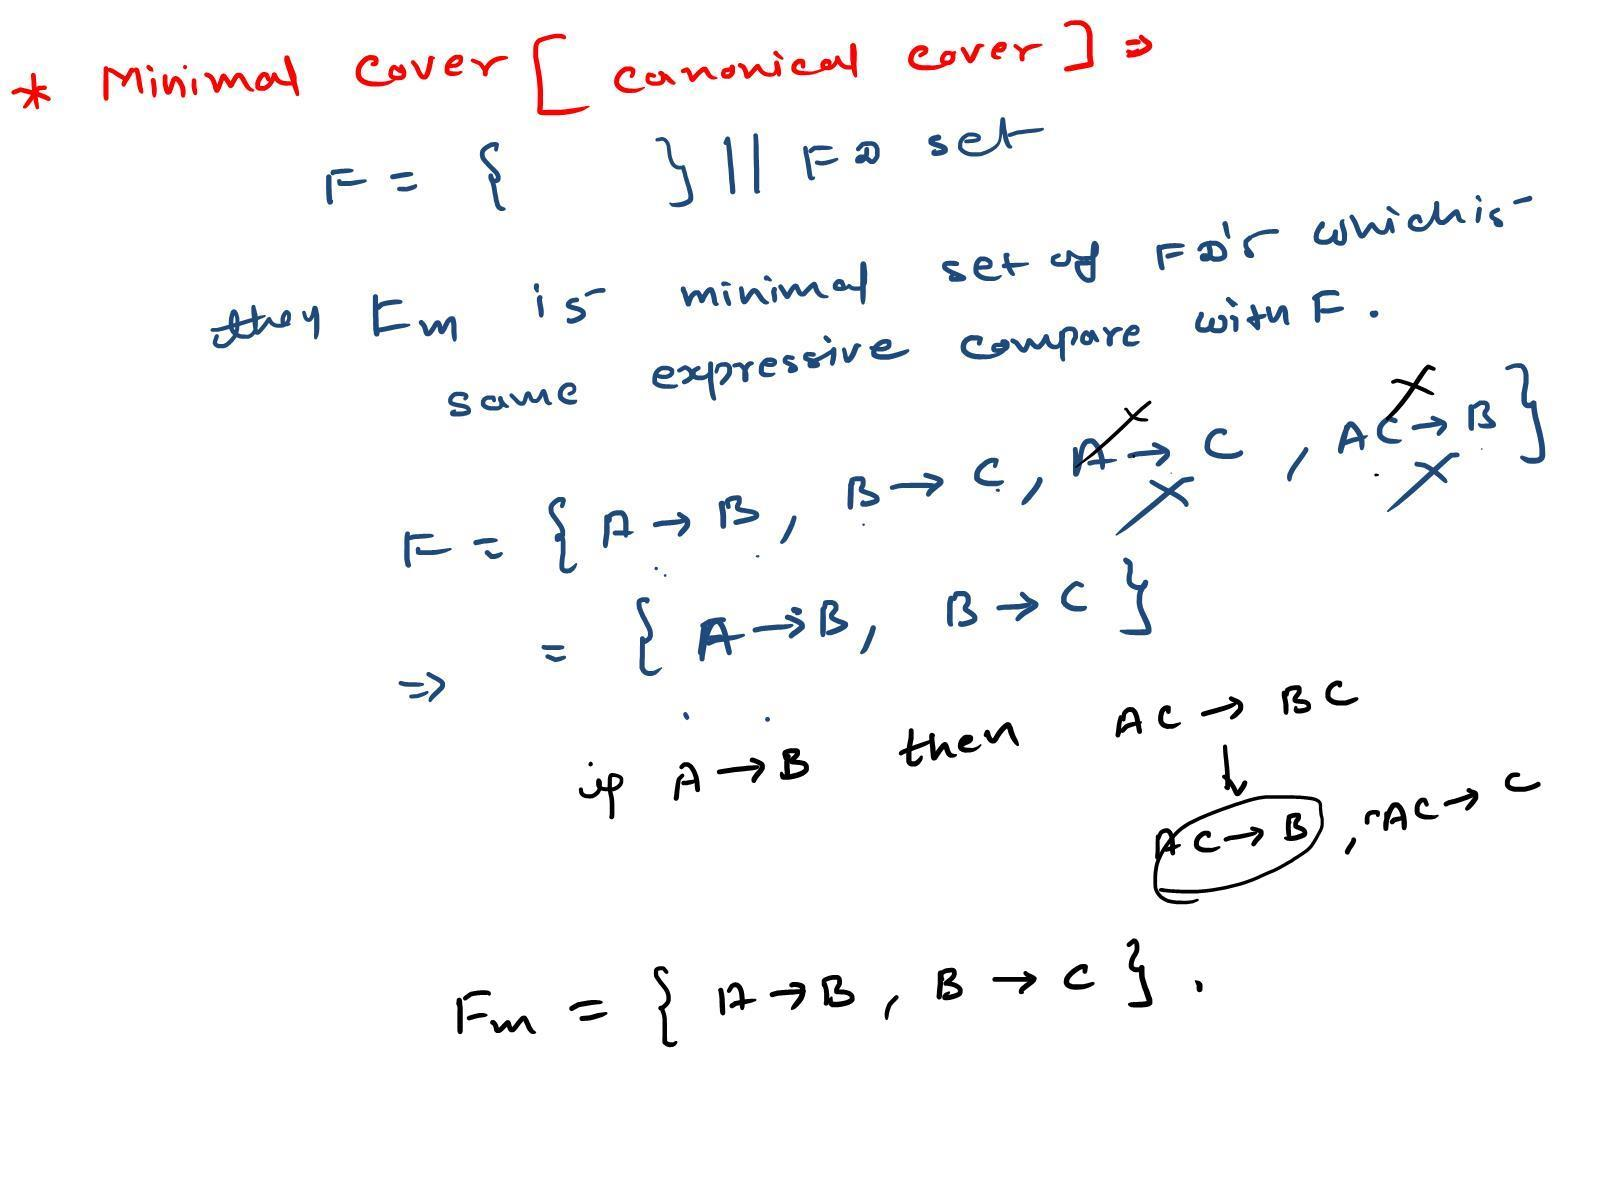 * Minimal cover [ canonical cover ] ⇒
F = { } || FD set
they Fm is minimal set of FD's which is
same expressive compare with F.
F = { A → B , B → C , A → C , AC → B }
⇒ = { A → B , B → C }
if A → B then AC → BC
↓
AC → B , AC → C
Fm = { A → B , B → C } .